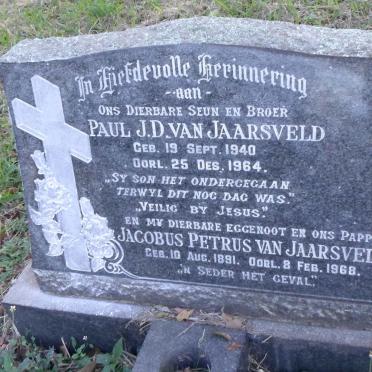 In Liefdevolle Herinnering
-aan-
Ons Dierbare Seun en Broer
Paul J.D. van Jaarsveld
Geb. 19 Sept. 1940
Oorl. 25 Des. 1964.
"Sy son het ondergegaan
terwyl dit nog dag was."
"Veilig by Jesus."
en my dierbare eggenoot en ons Pappa
Jacobus Petrus van Jaarsveld
Geb. 10 Aug. 1891. Oorl. 8 Feb. 1968.
"'n Seder het geval."